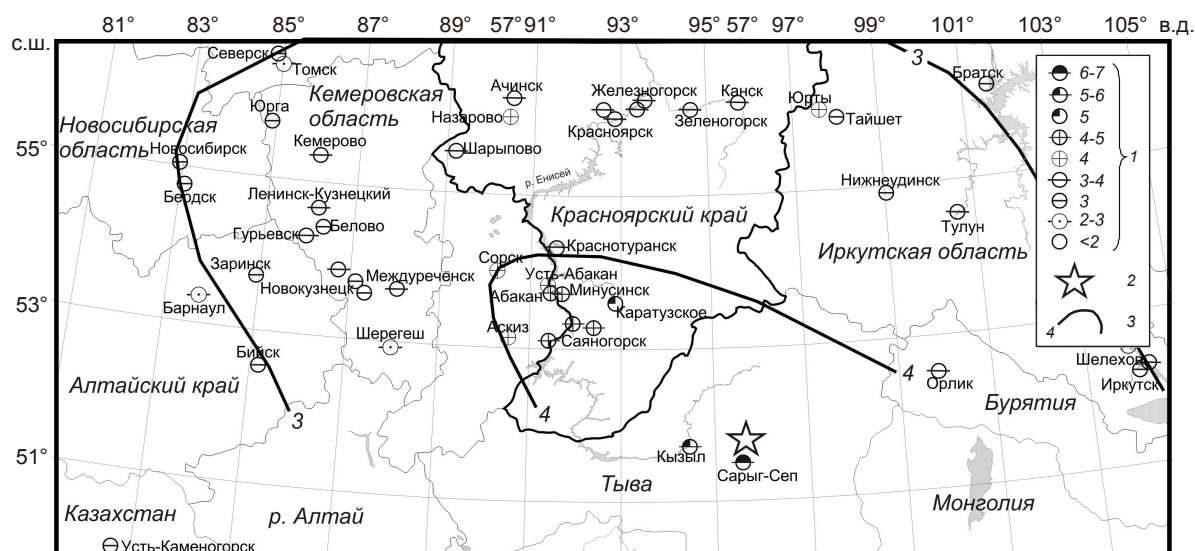 81° 83° 85° 87° 89° 57° 91° 93° 95° 57° 97° 99° 101° 103° 105° в.д.
с.ш.
Северск
Томск
3
Братск
6-7
Ачинск
Железногорск
Канск
Юрты
5-6
Кемеровская
область
Юрга
Назарово
Красноярск
Зеленогорск
Тайшет
5
4-5
Новосибирская
область
Новосибирск
Кемерово
Шарыпово
4
1
55°
3-4
Бердск
Ленинск-Кузнецкий
р. Енисей
Нижнеудинск
3
Белово
Гурьевск
Красноярский край
Тулун
2-3
Краснотуранск
Иркутская область
<2
Заринск
Междуреченск
Сорск
Усть-Абакан
2
Новокузнецк
Абакан
Минусинск
53°
Барнаул
Каратузское
4
3
Шерегеш
Аскиз
Саяногорск
Бийск
Шелехов
Алтайский край
4
Орлик
Иркутск
3
4
Бурятия
51°
Кызыл
Сарыг-Сеп
Тыва
Казахстан
р. Алтай
Монголия
Усть-Каменогорск